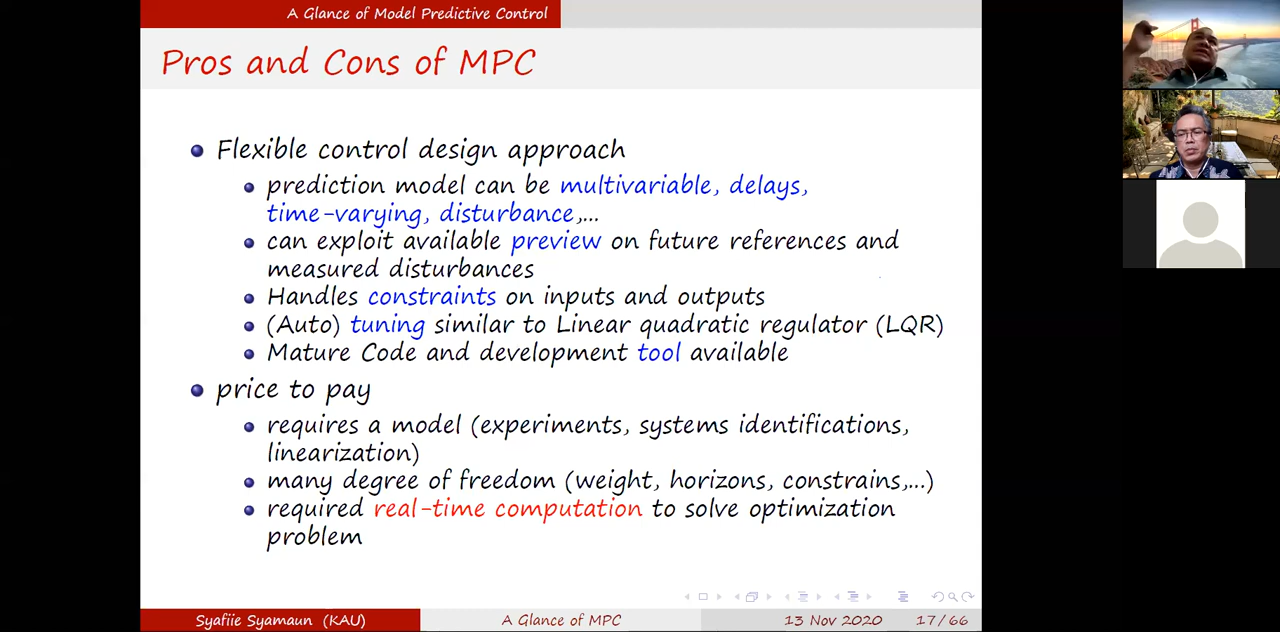 A Glance of Model Predictive Control
Pros and Cons of MPC
Flexible control design approach
prediction model can be multivariable, delays,
time-varying, disturbance,...
can exploit available preview on future references and
measured disturbances
Handles constraints on inputs and outputs
(Auto) tuning similar to Linear quadratic regulator (LQR)
Mature Code and development tool available
price to pay
requires a model (experiments, systems identifications,
linearization)
many degree of freedom (weight, horizons, constrains,...)
required real-time computation to solve optimization
problem
Syafiie Syamaun (KAU)
A Glance of MPC
13 Nov 2020
17/66